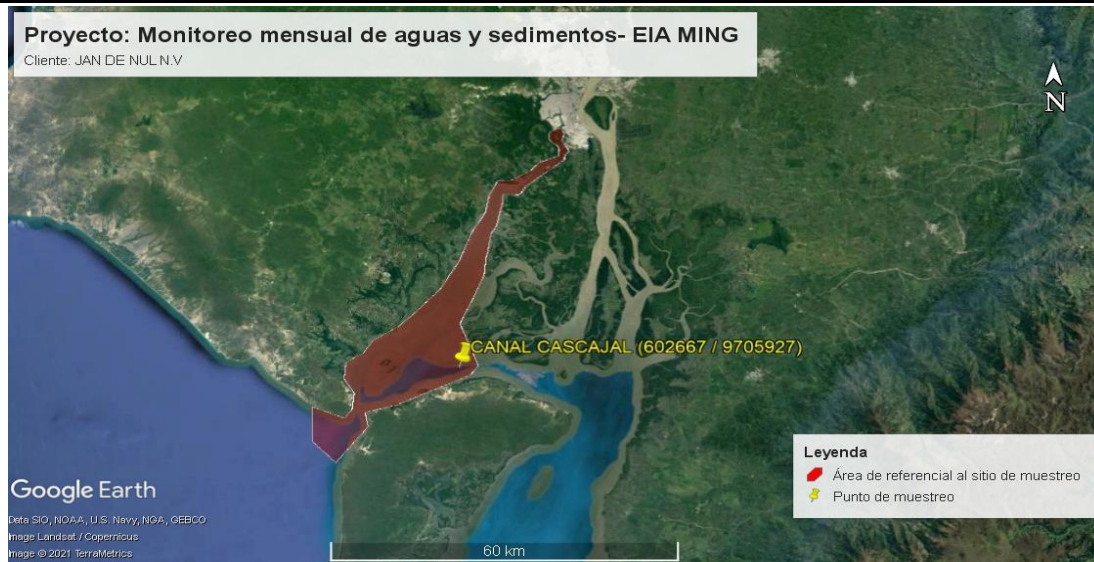 Proyecto: Monitoreo mensual de aguas y sedimentos- EIA MING
Cliente: JAN DE NUL N.V
N
CANAL CASCAJAL (602667 / 9705927)
Leyenda
Área de referencial al sitio de muestreo
Punto de muestreo
Google Earth
Data SIO, NOAA, U.S. Navy, NGA, GEBCO
Image Landsat / Copernicus
Image © 2021 TerraMetrics
60 km